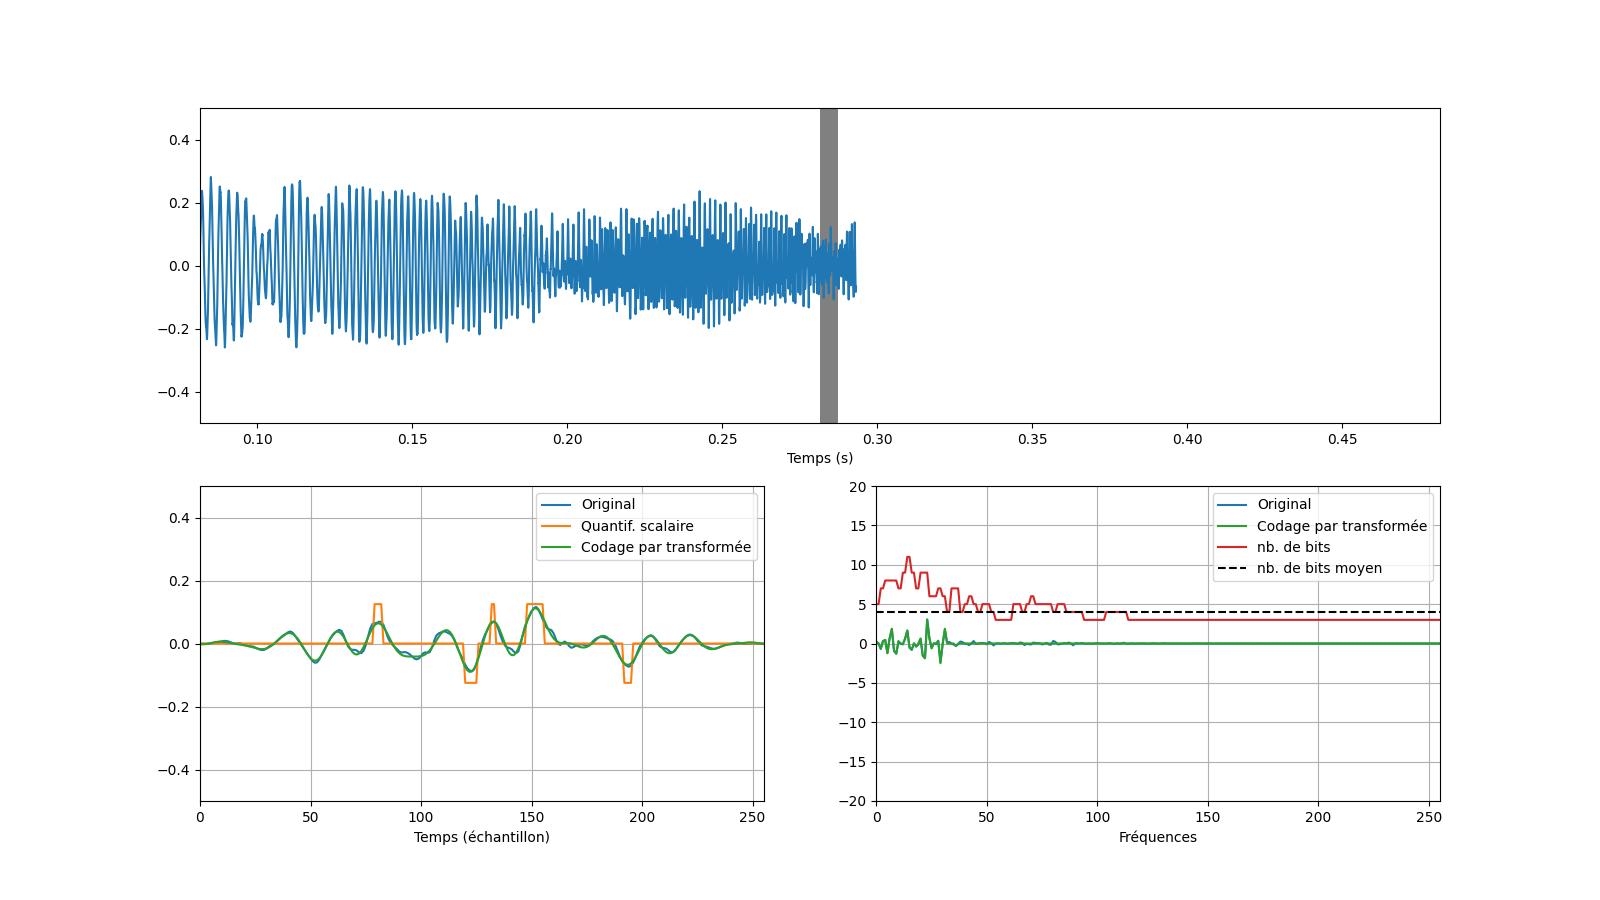 0.4
0.2
0.0
−0.2
−0.4
0.10 0.15 0.20 0.25 0.30 0.35 0.40 0.45
Temps (s)
0.4
0.2
0.0
−0.2
−0.4
Original
Quantif. scalaire
Codage par transformée
0 50 100 150 200 250
Temps (échantillon)
20
15
10
5
0
−5
−10
−15
−20
Original
Codage par transformée
nb. de bits
nb. de bits moyen
0 50 100 150 200 250
Fréquences